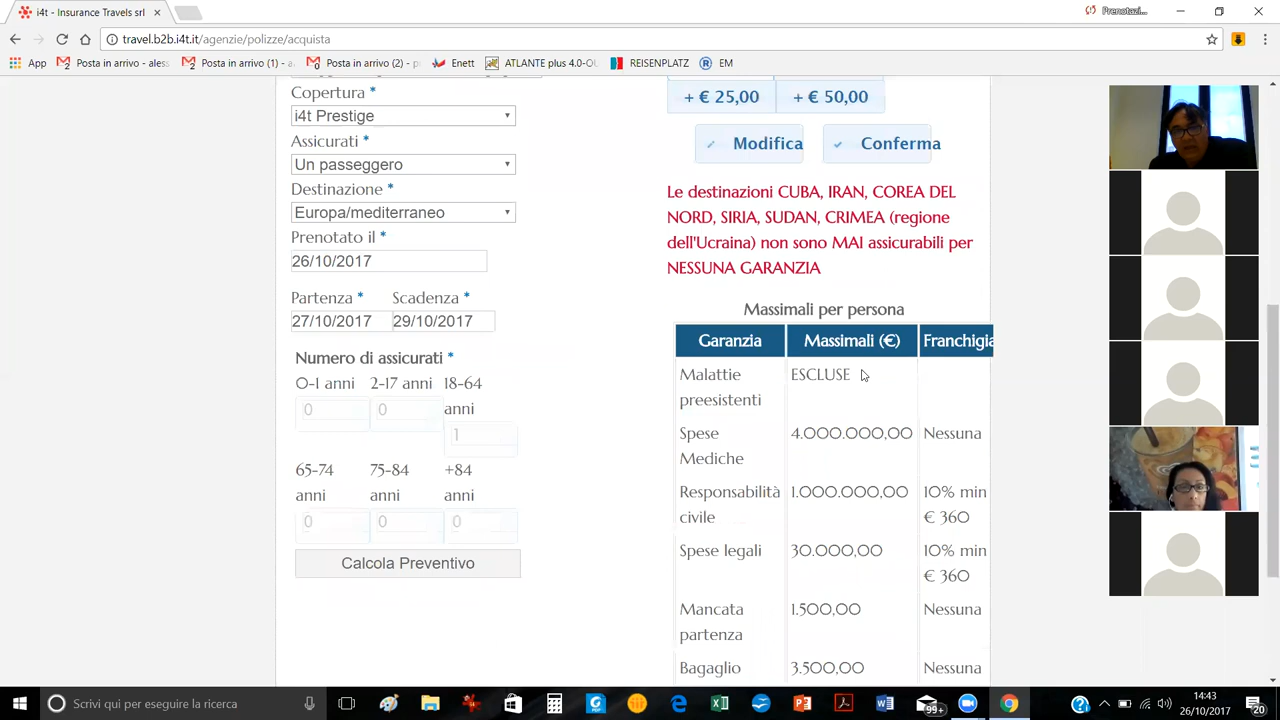 i4t - Insurance Travels srl
Prenotazi...
travel.b2b.i4t.it/agenzie/polizze/acquista
App
Posta in arrivo - aless
Posta in arrivo (1) - a
Posta in arrivo (2) - p
Enett
ATLANTE plus 4.0-OU
REISENPLATZ
EM
Copertura *
i4t Prestige
Assicurati *
Un passeggero
Destinazione *
Europa/mediterraneo
Prenotato il *
26/10/2017
Partenza * Scadenza *
27/10/2017 29/10/2017
Numero di assicurati *
0-1 anni 2-17 anni 18-64 anni
0 0 1
65-74 anni 75-84 anni +84 anni
0 0 0
Calcola Preventivo
+ € 25,00 + € 50,00
Modifica Conferma
Le destinazioni CUBA, IRAN, COREA DEL
NORD, SIRIA, SUDAN, CRIMEA (regione
dell'Ucraina) non sono MAI assicurabili per
NESSUNA GARANZIA
Massimali per persona
Garanzia Massimali (€) Franchigia
Malattie preesistenti ESCLUSE
Spese Mediche 4.000.000,00 Nessuna
Responsabilità civile 1.000.000,00 10% min € 360
Spese legali 30.000,00 10% min € 360
Mancata partenza 1.500,00 Nessuna
Bagaglio 3.500,00 Nessuna
Scrivi qui per eseguire la ricerca
99+
14:43
26/10/2017
20